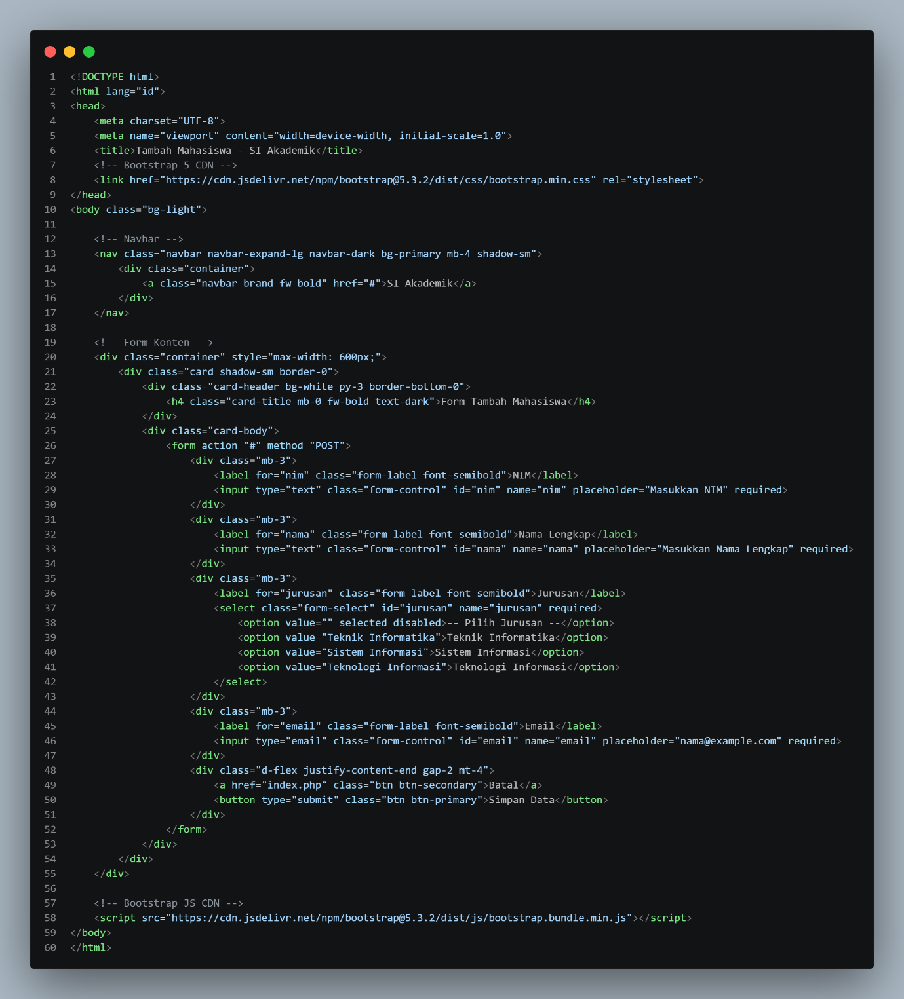 1 <!DOCTYPE html>
2 <html lang="id">
3 <head>
4     <meta charset="UTF-8">
5     <meta name="viewport" content="width=device-width, initial-scale=1.0">
6     <title>Tambah Mahasiswa - SI Akademik</title>
7     <!-- Bootstrap 5 CDN -->
8     <link href="https://cdn.jsdelivr.net/npm/bootstrap@5.3.2/dist/css/bootstrap.min.css" rel="stylesheet">
9 </head>
10 <body class="bg-light">
11
12     <!-- Navbar -->
13     <nav class="navbar navbar-expand-lg navbar-dark bg-primary mb-4 shadow-sm">
14         <div class="container">
15             <a class="navbar-brand fw-bold" href="#">SI Akademik</a>
16         </div>
17     </nav>
18
19     <!-- Form Konten -->
20     <div class="container" style="max-width: 600px;">
21         <div class="card shadow-sm border-0">
22             <div class="card-header bg-white py-3 border-bottom-0">
23                 <h4 class="card-title mb-0 fw-bold text-dark">Form Tambah Mahasiswa</h4>
24             </div>
25             <div class="card-body">
26                 <form action="#" method="POST">
27                     <div class="mb-3">
28                         <label for="nim" class="form-label font-semibold">NIM</label>
29                         <input type="text" class="form-control" id="nim" name="nim" placeholder="Masukkan NIM" required>
30                     </div>
31                     <div class="mb-3">
32                         <label for="nama" class="form-label font-semibold">Nama Lengkap</label>
33                         <input type="text" class="form-control" id="nama" name="nama" placeholder="Masukkan Nama Lengkap" required>
34                     </div>
35                     <div class="mb-3">
36                         <label for="jurusan" class="form-label font-semibold">Jurusan</label>
37                         <select class="form-select" id="jurusan" name="jurusan" required>
38                             <option value="" selected disabled>-- Pilih Jurusan --</option>
39                             <option value="Teknik Informatika">Teknik Informatika</option>
40                             <option value="Sistem Informasi">Sistem Informasi</option>
41                             <option value="Teknologi Informasi">Teknologi Informasi</option>
42                         </select>
43                     </div>
44                     <div class="mb-3">
45                         <label for="email" class="form-label font-semibold">Email</label>
46                         <input type="email" class="form-control" id="email" name="email" placeholder="nama@example.com" required>
47                     </div>
48                     <div class="d-flex justify-content-end gap-2 mt-4">
49                         <a href="index.php" class="btn btn-secondary">Batal</a>
50                         <button type="submit" class="btn btn-primary">Simpan Data</button>
51                     </div>
52                 </form>
53             </div>
54         </div>
55     </div>
56
57     <!-- Bootstrap JS CDN -->
58     <script src="https://cdn.jsdelivr.net/npm/bootstrap@5.3.2/dist/js/bootstrap.bundle.min.js"></script>
59 </body>
60 </html>